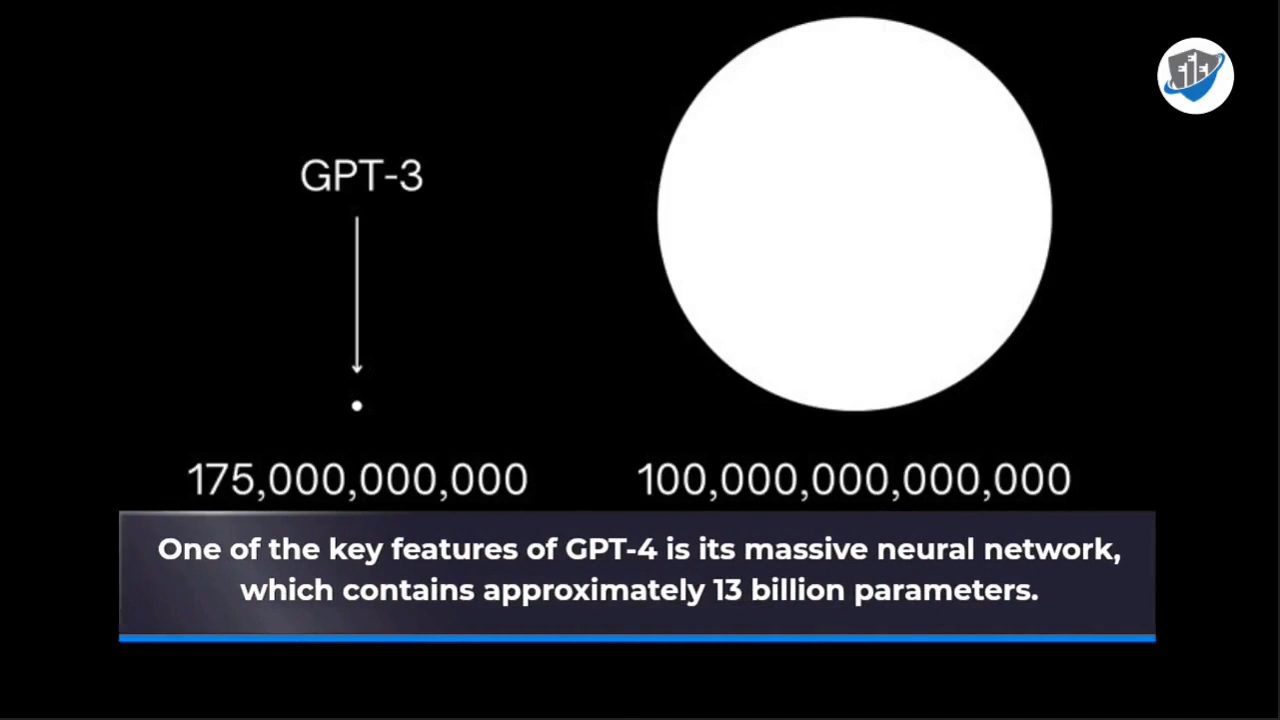 GPT-3
175,000,000,000
100,000,000,000,000
One of the key features of GPT-4 is its massive neural network,
which contains approximately 13 billion parameters.